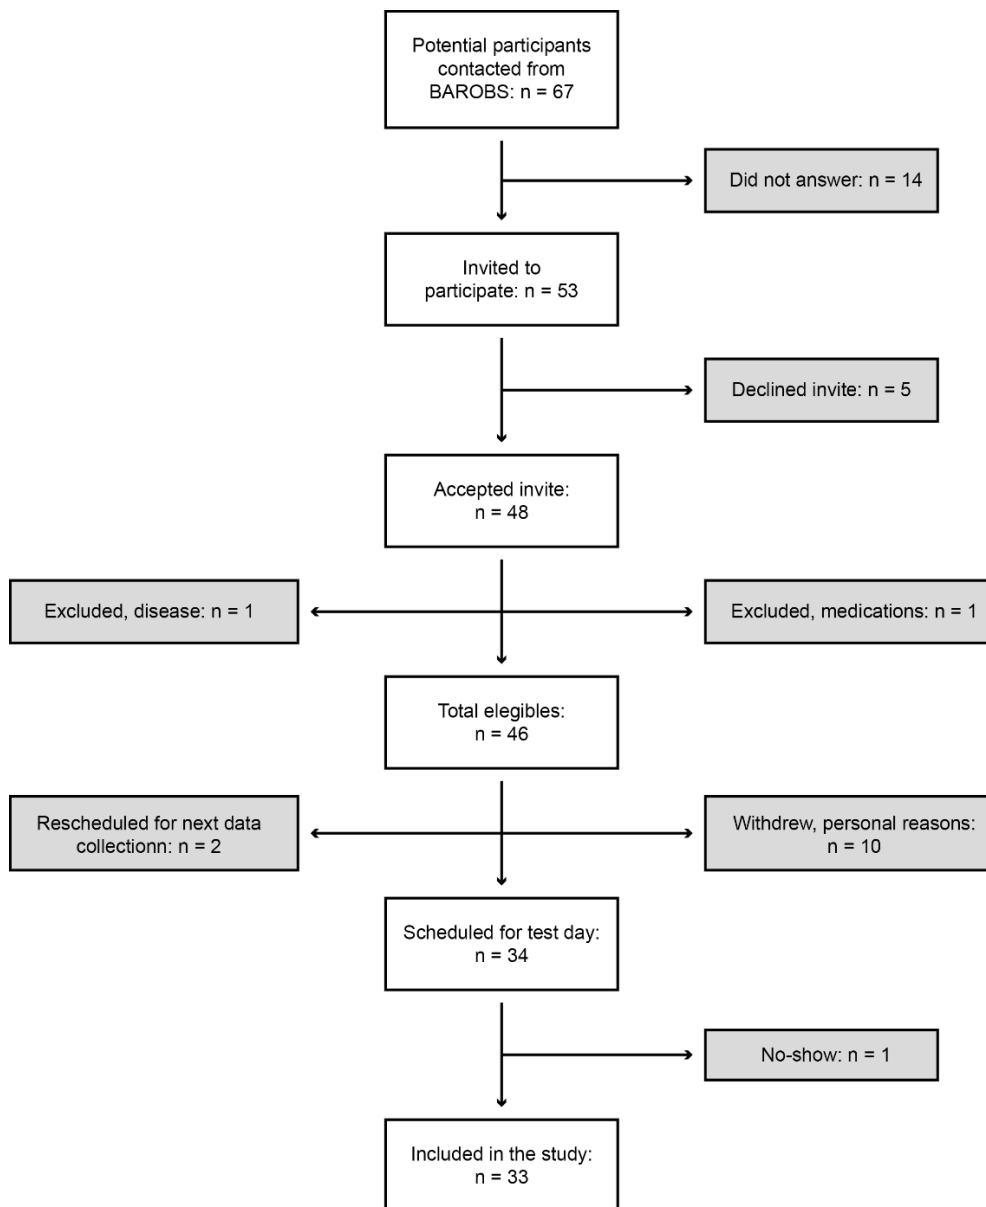 Potential participants
contacted from
BAROBS: n = 67
Did not answer: n = 14
Invited to
participate: n = 53
Declined invite: n = 5
Accepted invite:
n = 48
Excluded, disease: n = 1
Excluded, medications: n = 1
Total elegibles:
n = 46
Rescheduled for next data
collectionn: n = 2
Withdrew, personal reasons:
n = 10
Scheduled for test day:
n = 34
No-show: n = 1
Included in the study:
n = 33